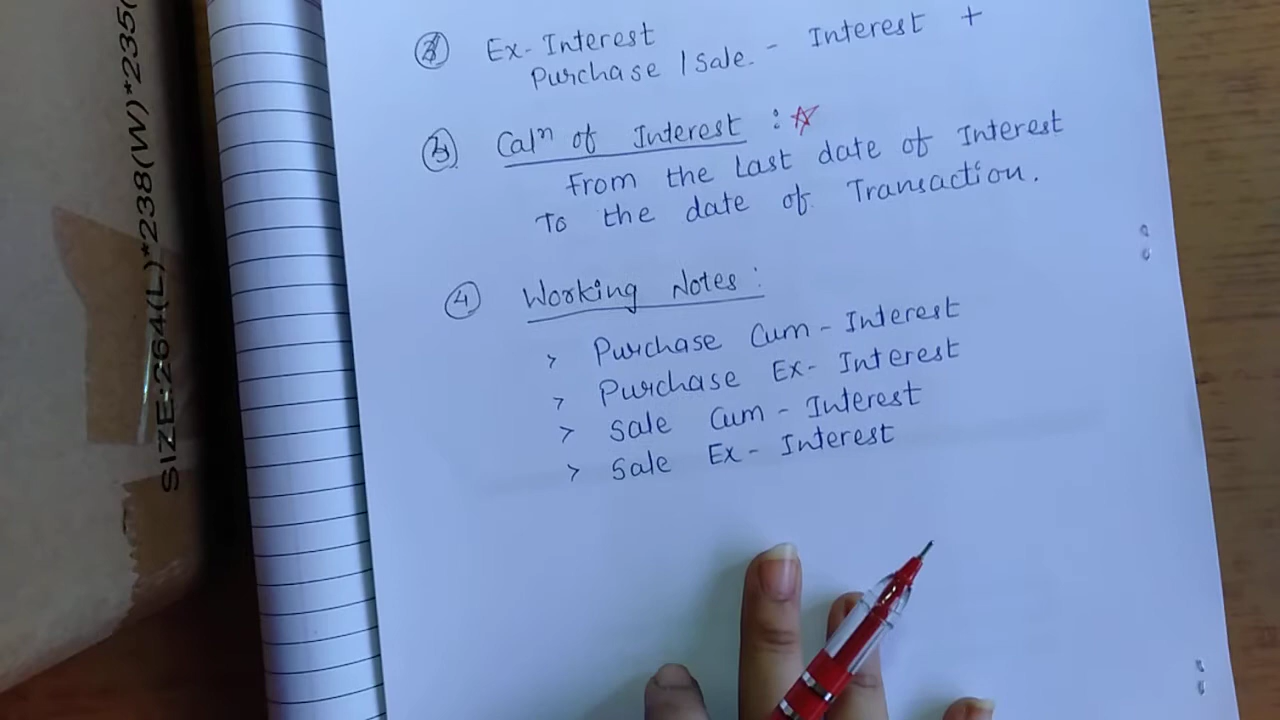 Ex-Interest
Purchase / Sale. - Interest +
③ Calⁿ of Interest : ☆
From the Last date of Interest
To the date of Transaction.
④ Working Notes :
> Purchase Cum - Interest
> Purchase Ex - Interest
> Sale Cum - Interest
> Sale Ex - Interest
SIZE:264(L)*238(W)*235(